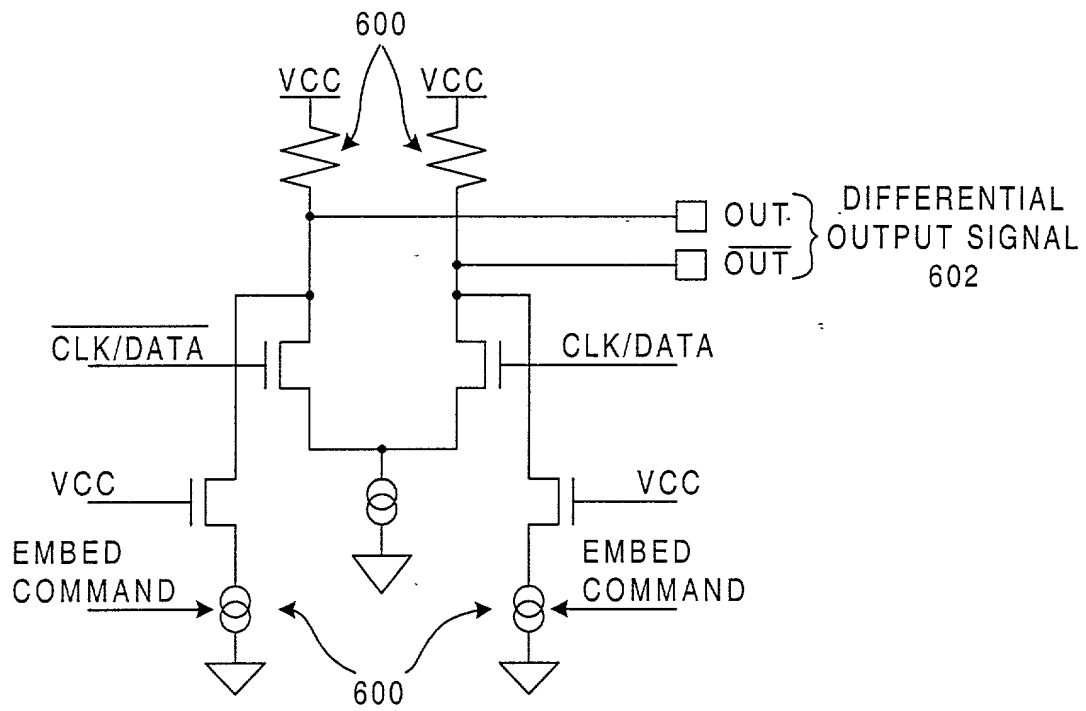 600
VCC VCC
OUT
OUT
DIFFERENTIAL
OUTPUT SIGNAL
602
CLK/DATA
CLK/DATA
VCC
VCC
EMBED
COMMAND
EMBED
COMMAND
600